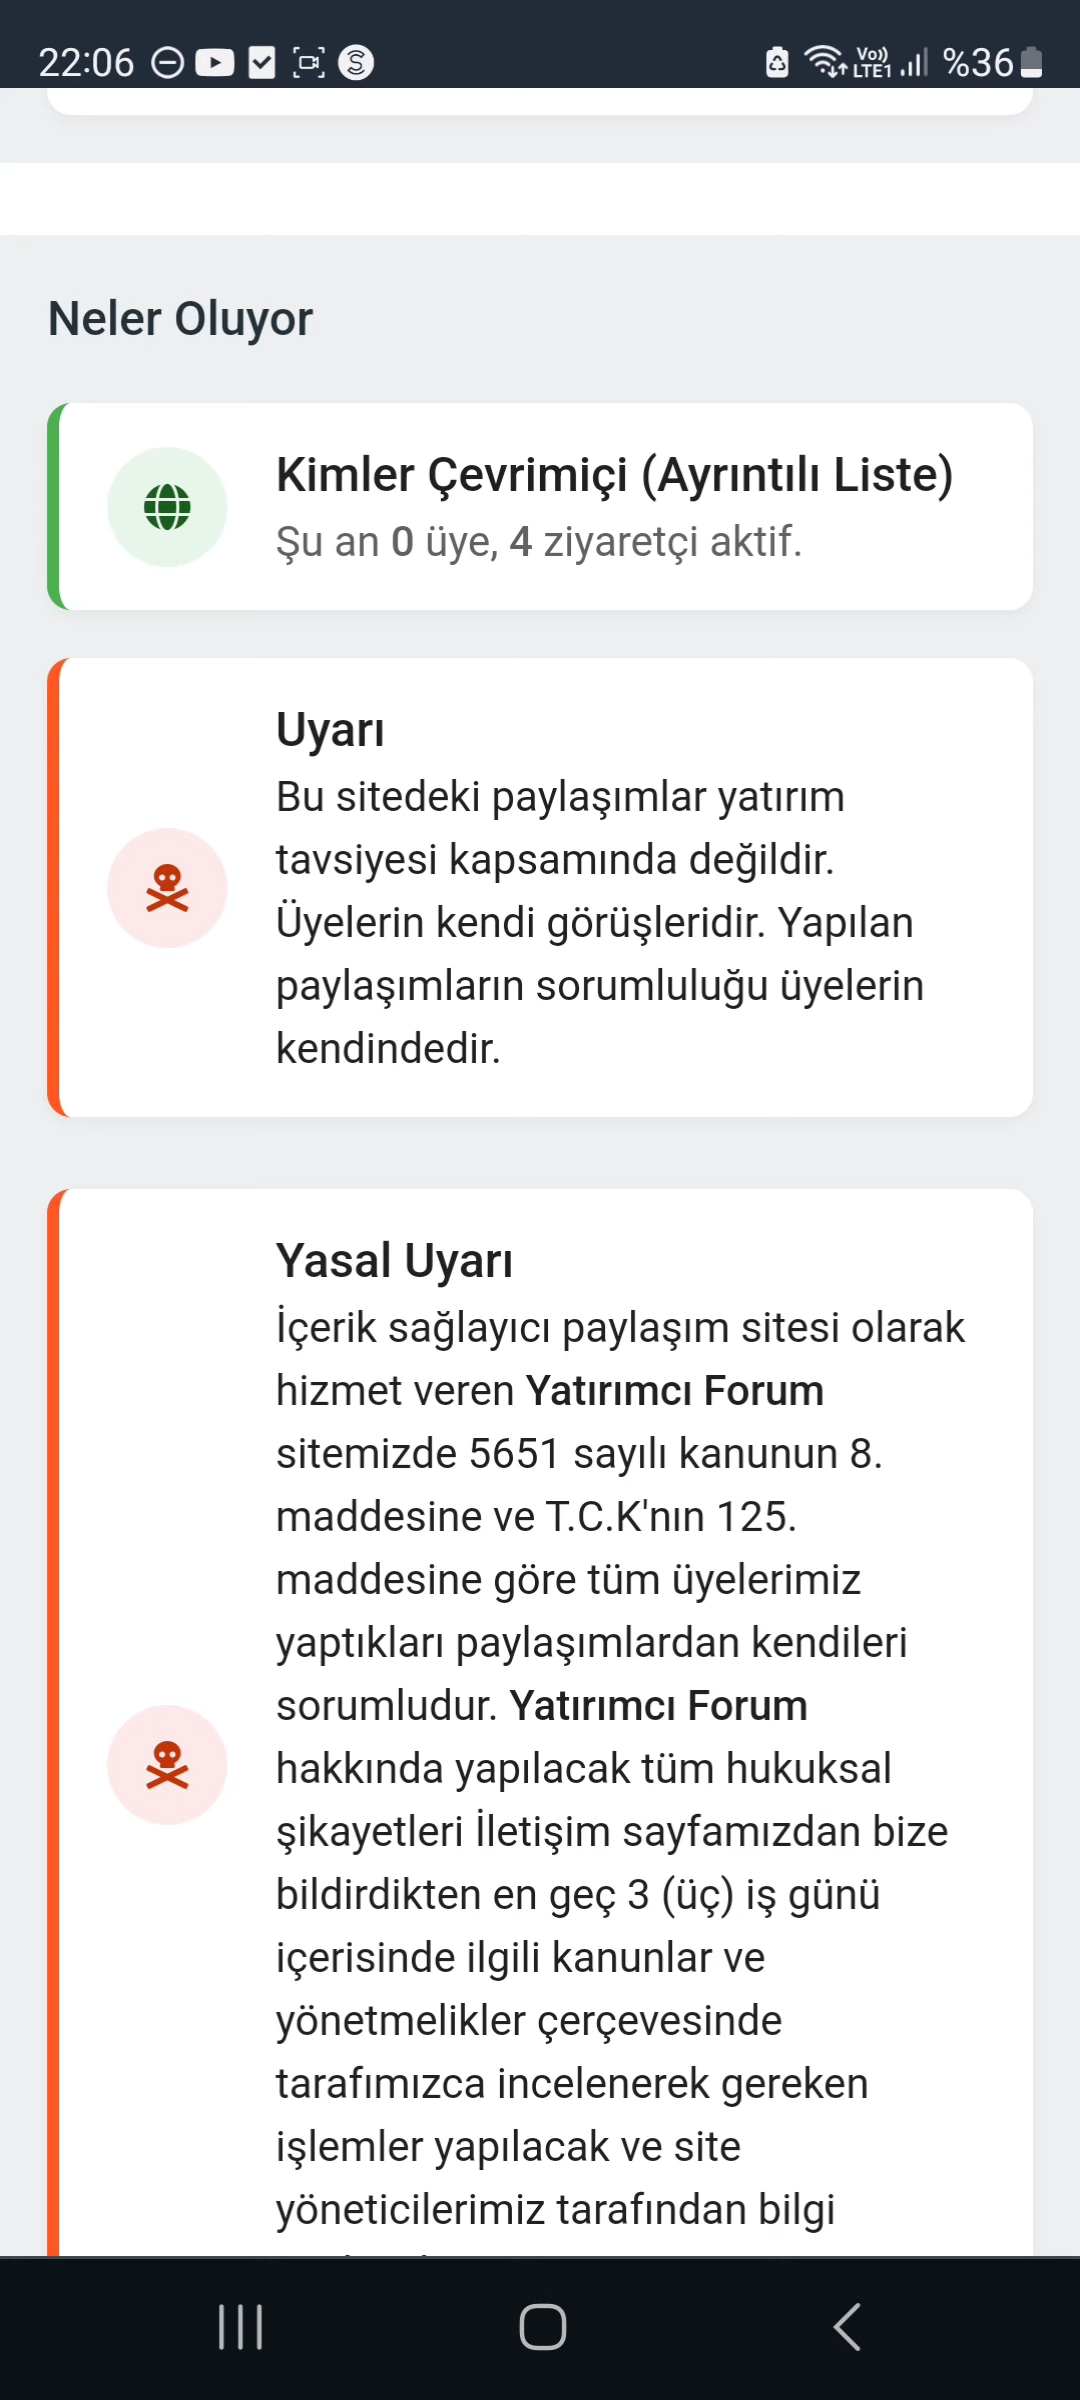 22:06
Vo)) LTE1
%36
Neler Oluyor
Kimler Çevrimiçi (Ayrıntılı Liste)
Şu an 0 üye, 4 ziyaretçi aktif.
Uyarı
Bu sitedeki paylaşımlar yatırım
tavsiyesi kapsamında değildir.
Üyelerin kendi görüşleridir. Yapılan
paylaşımların sorumluluğu üyelerin
kendindedir.
Yasal Uyarı
İçerik sağlayıcı paylaşım sitesi olarak
hizmet veren Yatırımcı Forum
sitemizde 5651 sayılı kanunun 8.
maddesine ve T.C.K'nın 125.
maddesine göre tüm üyelerimiz
yaptıkları paylaşımlardan kendileri
sorumludur. Yatırımcı Forum
hakkında yapılacak tüm hukuksal
şikayetleri İletişim sayfamızdan bize
bildirdikten en geç 3 (üç) iş günü
içerisinde ilgili kanunlar ve
yönetmelikler çerçevesinde
tarafımızca incelenerek gereken
işlemler yapılacak ve site
yöneticilerimiz tarafından bilgi